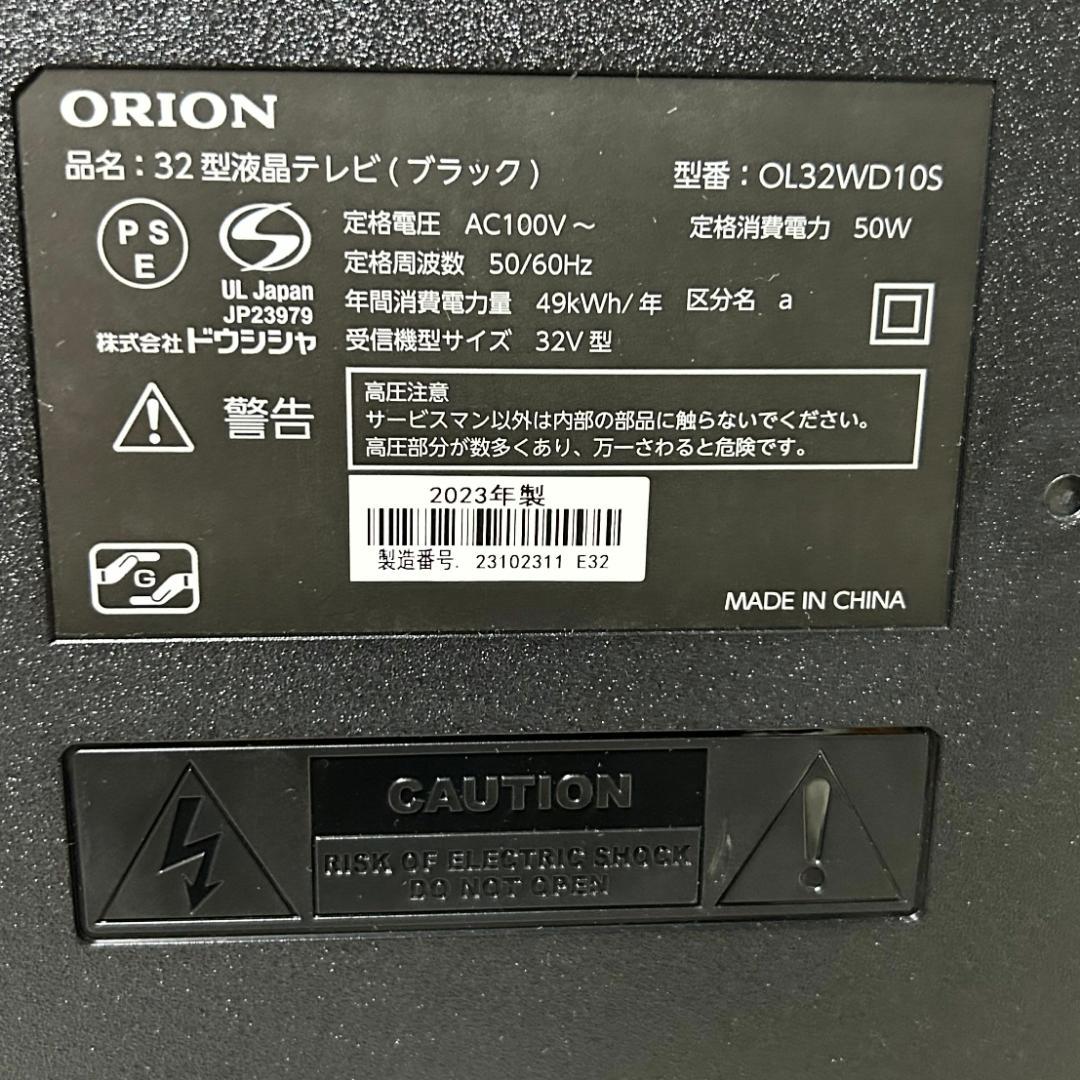 ORION
品名：32型液晶テレビ(ブラック)
型番：OL32WD10S
PS
E
UL Japan
JP23979
株式会社ドウシシャ
定格電圧 AC100V～
定格消費電力 50W
定格周波数 50/60Hz
年間消費電力量 49kWh/年
区分名 a
受信機型サイズ 32V型
警告
高圧注意
サービスマン以外は内部の部品に触らないでください。
高圧部分が数多くあり、万一さわると危険です。
2023年製
製造番号. 23102311 E32
G
MADE IN CHINA
CAUTION
RISK OF ELECTRIC SHOCK
DO NOT OPEN